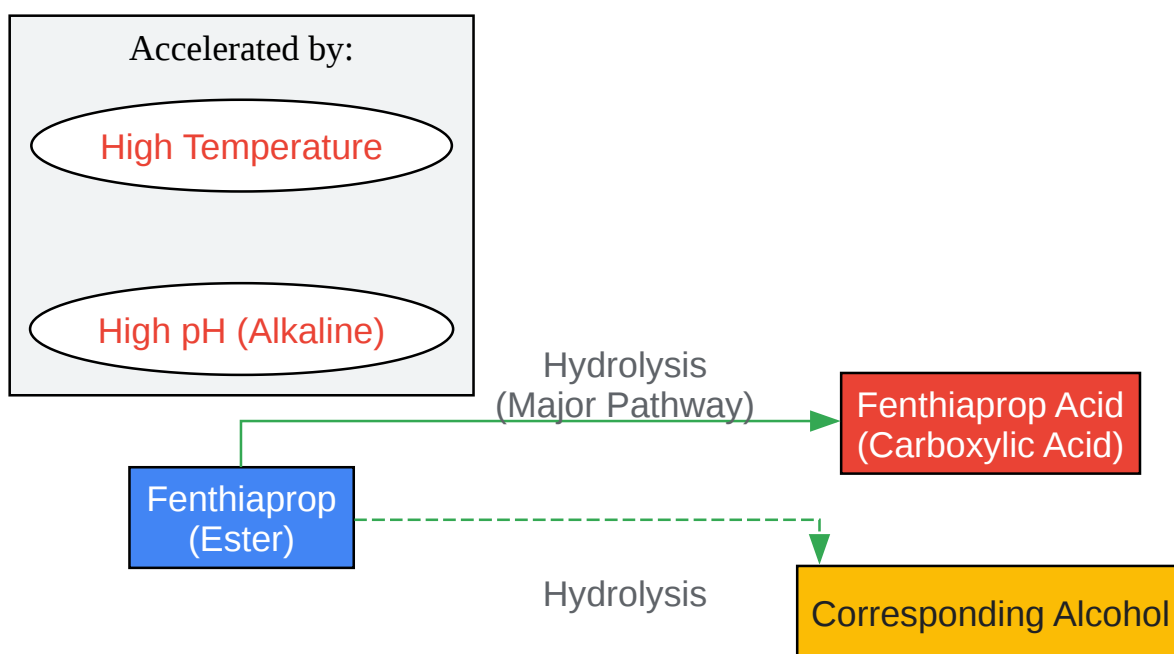 Accelerated by:
High Temperature
High pH (Alkaline)
Hydrolysis
(Major Pathway)
Fenthiaprop Acid
(Carboxylic Acid)
Fenthiaprop
(Ester)
Hydrolysis
Corresponding Alcohol